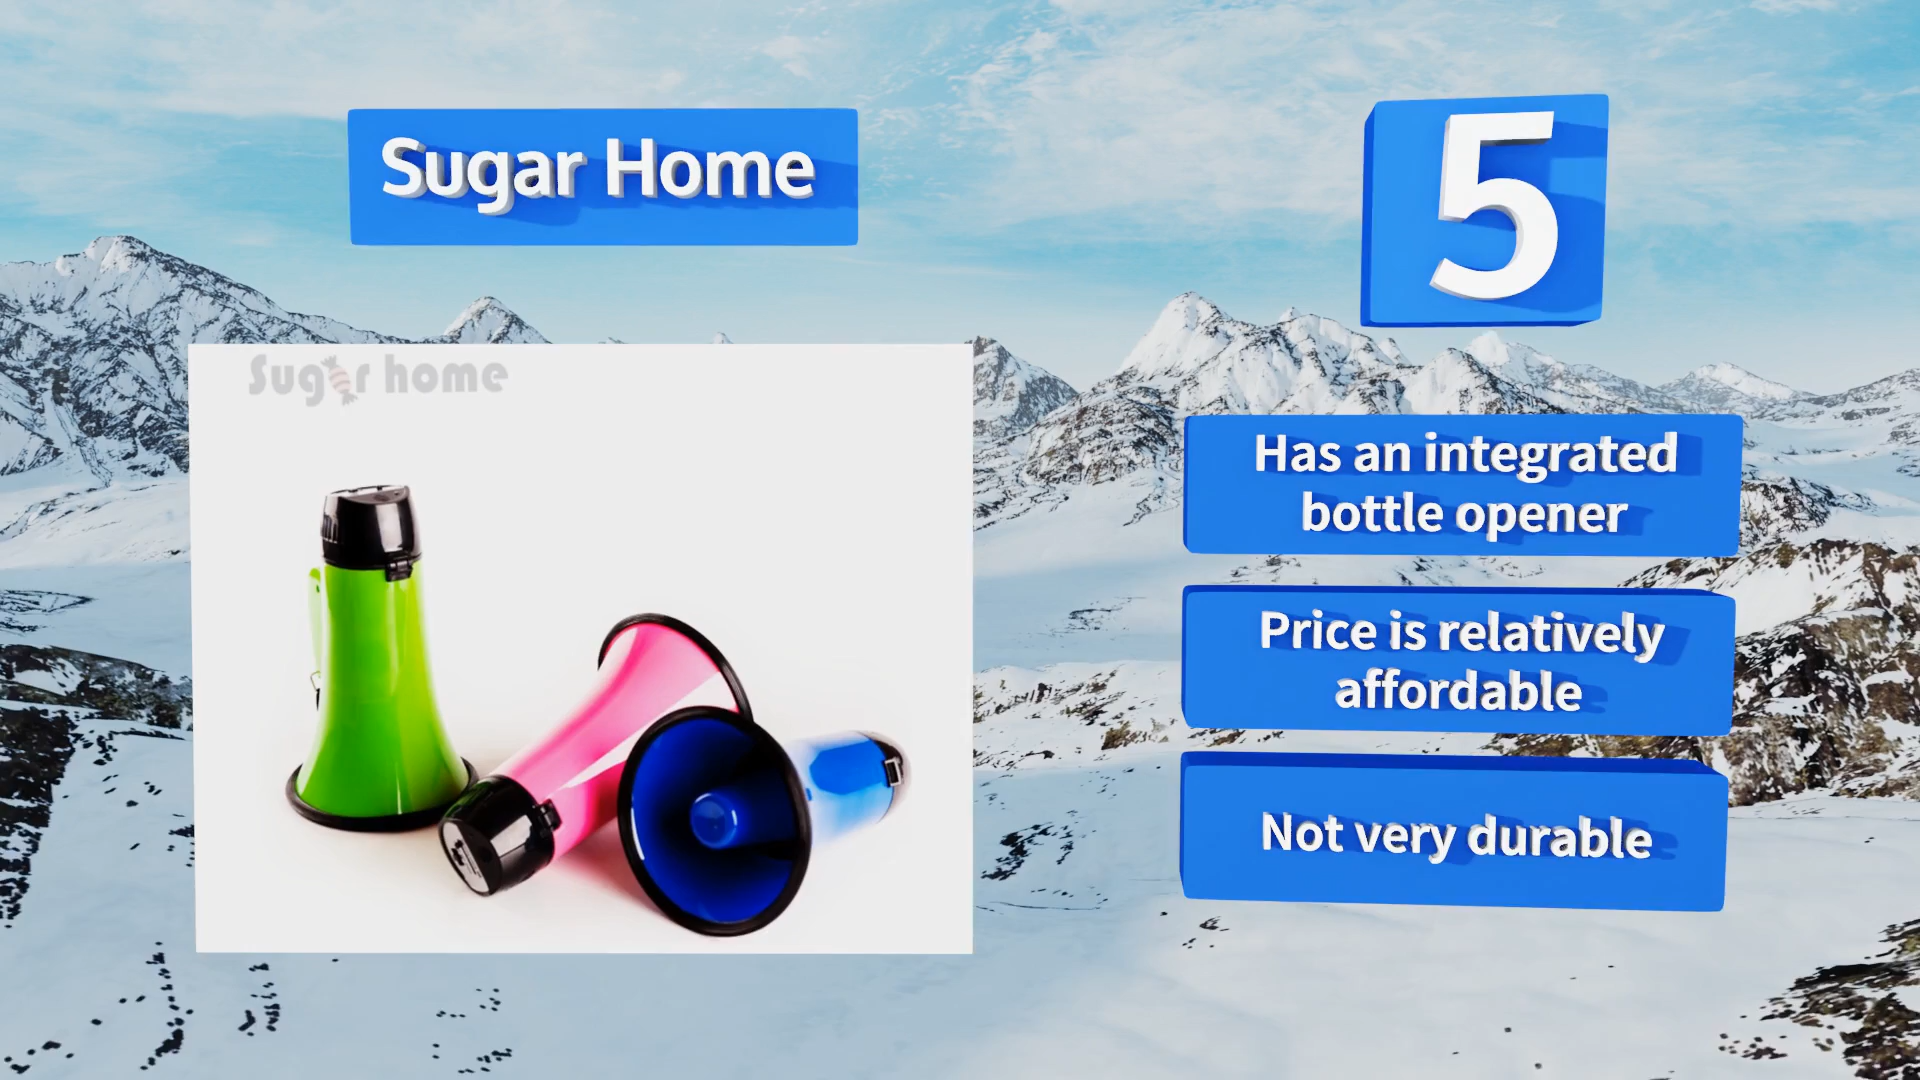 Sugar Home
5
Sugar home
Has an integrated
bottle opener
Price is relatively
affordable
Not very durable